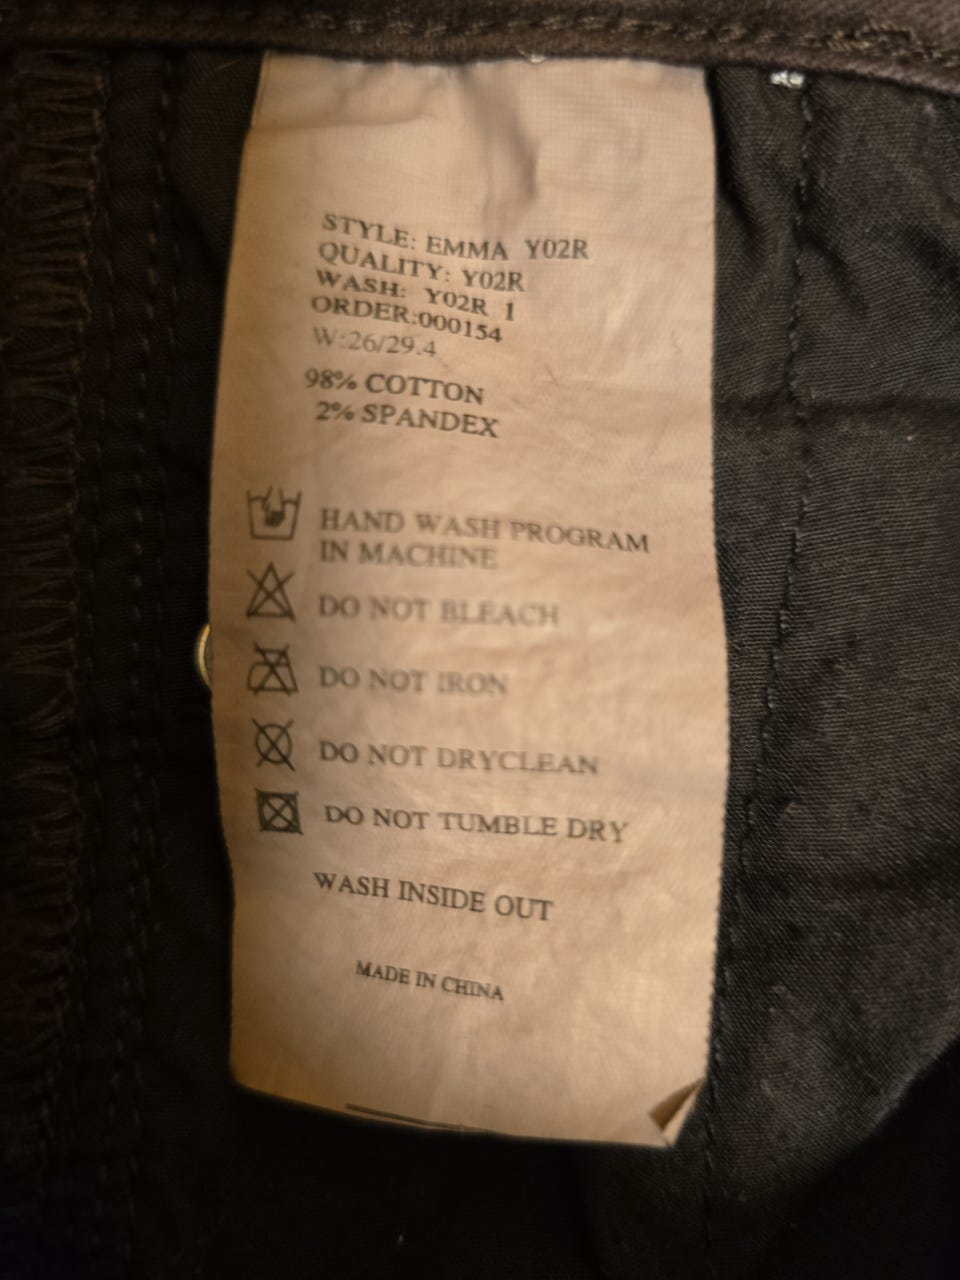 STYLE: EMMA Y02R
QUALITY: Y02R
WASH: Y02R 1
ORDER:000154
W:26/29.4
98% COTTON
2% SPANDEX
HAND WASH PROGRAM
IN MACHINE
DO NOT BLEACH
DO NOT IRON
DO NOT DRYCLEAN
DO NOT TUMBLE DRY
WASH INSIDE OUT
MADE IN CHINA